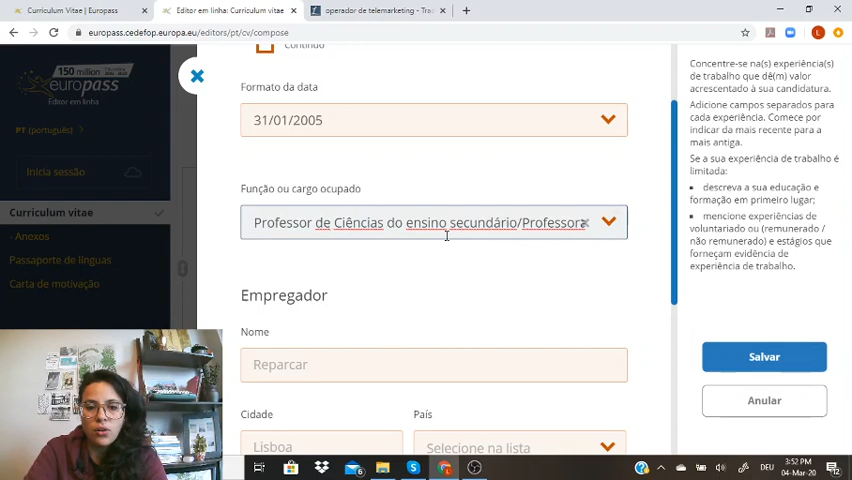 Curriculum Vitae | Europass
Editor em linha: Curriculum vitae
operador de telemarketing - Tra
europass.cedefop.europa.eu/editors/pt/cv/compose
150 million
europass
Editor em linha
PT (português)
Inicia sessão
Curriculum vitae
- Anexos
Passaporte de línguas
Carta de motivação
Contínuo
Formato da data
31/01/2005
Função ou cargo ocupado
Professor de Ciências do ensino secundário/Professora
Empregador
Nome
Reparcar
Cidade
País
Lisboa
Selecione na lista
Concentre-se na(s) experiência(s)
de trabalho que dê(m) valor
acrescentado à sua candidatura.
Adicione campos separados para
cada experiência. Comece por
indicar da mais recente para a
mais antiga.
Se a sua experiência de trabalho é
limitada:
descreva a sua educação e
formação em primeiro lugar;
mencione experiências de
voluntariado ou (remunerado /
não remunerado) e estágios que
forneçam evidência de
experiência de trabalho.
Salvar
Anular
DEU
3:52 PM
04-Mar-20